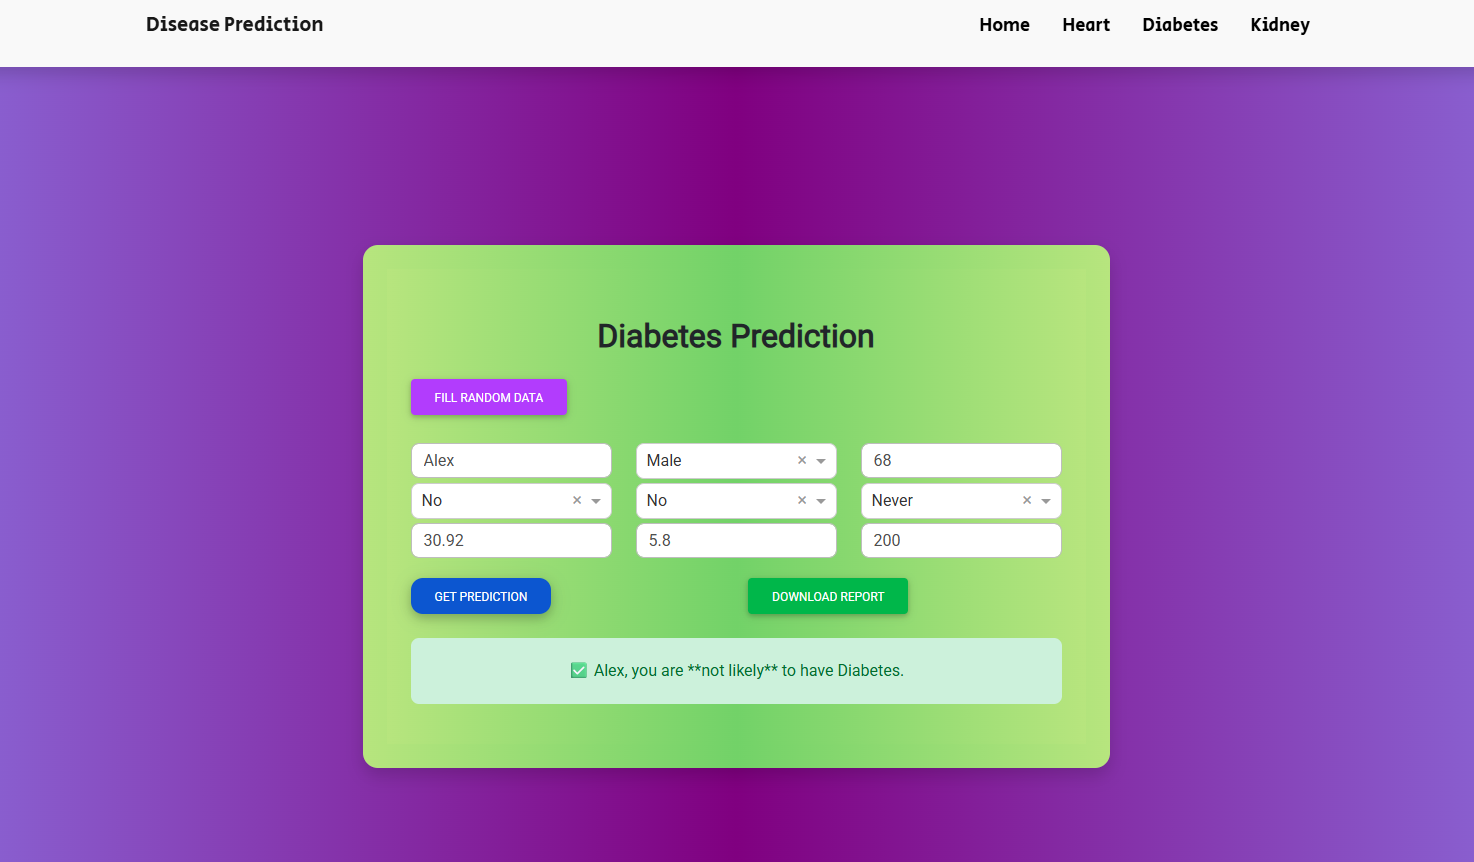 Disease Prediction Home Heart Diabetes Kidney
Diabetes Prediction
FILL RANDOM DATA
Alex Male × 68
No × No × Never ×
30.92 5.8 200
GET PREDICTION DOWNLOAD REPORT
✅ Alex, you are **not likely** to have Diabetes.